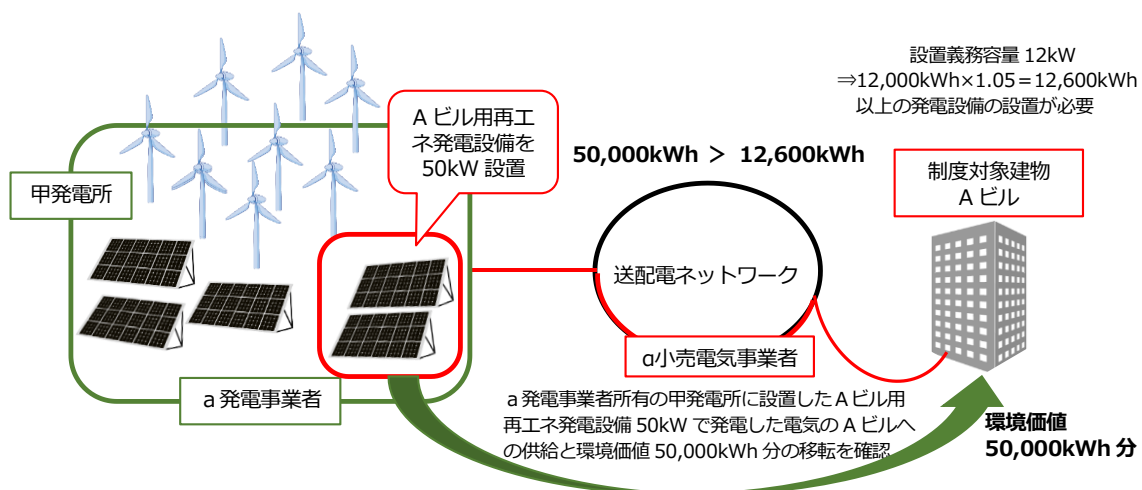 設置義務容量 12kW
⇒12,000kWh×1.05＝12,600kWh
以上の発電設備の設置が必要
A ビル用再エ
ネ発電設備を
50kW 設置
50,000kWh ＞ 12,600kWh
制度対象建物
A ビル
甲発電所
送配電ネットワーク
α小売電気事業者
a 発電事業者
a 発電事業者所有の甲発電所に設置した A ビル用
再エネ発電設備 50kW で発電した電気の A ビルへ
の供給と環境価値 50,000kWh 分の移転を確認
環境価値
50,000kWh 分